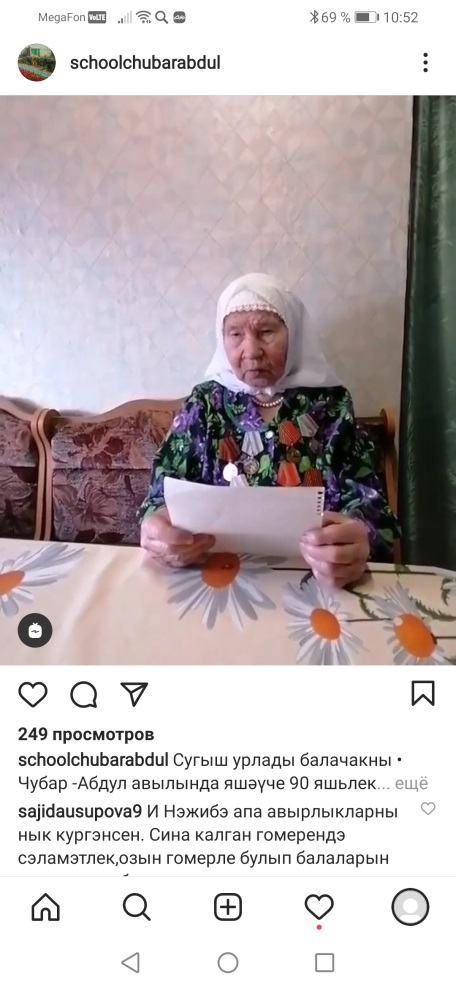 MegaFon VoLTE 69 % 10:52
schoolchubarabdul
249 просмотров
schoolchubarabdul Сугыш урлады балачакны •
Чубар -Абдул авылында яшәүче 90 яшьлек... ещё
sajidausupova9 И Нэжибэ апа авырлыкларны
нык кургэнсен. Сина калган гомерендэ
сэламэтлек,озын гомерле булып балаларын